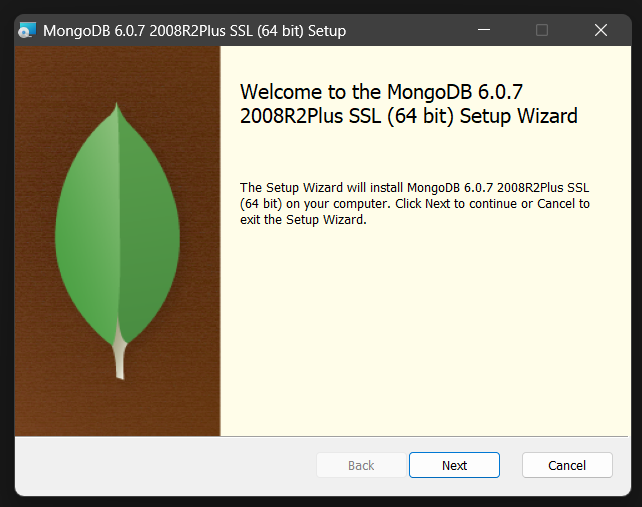 MongoDB 6.0.7 2008R2Plus SSL (64 bit) Setup
Welcome to the MongoDB 6.0.7
2008R2Plus SSL (64 bit) Setup Wizard
The Setup Wizard will install MongoDB 6.0.7 2008R2Plus SSL
(64 bit) on your computer. Click Next to continue or Cancel to
exit the Setup Wizard.
Back
Next
Cancel